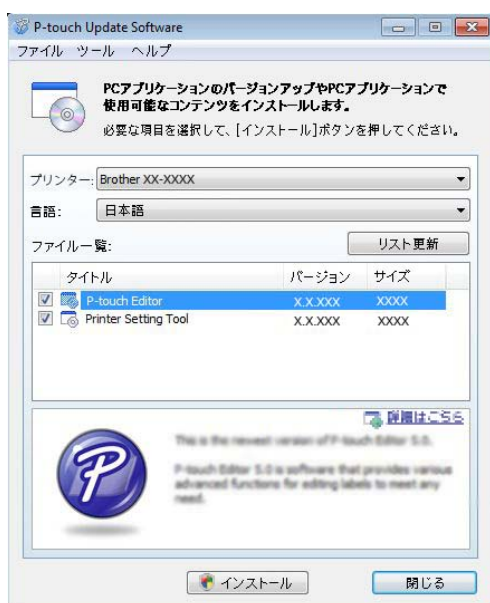 P-touch Update Software
ファイル ツール ヘルプ
PCアプリケーションのバージョンアップやPCアプリケーションで
使用可能なコンテンツをインストールします。
必要な項目を選択して、[インストール]ボタンを押してください。
プリンター: Brother XX-XXXX
言語: 日本語
ファイル一覧: リスト更新
タイトル バージョン サイズ
P-touch Editor X.X.XXX XXXX
Printer Setting Tool X.X.XXX XXXX
詳細はこちら
This is the newest version of P-touch Editor 5.0.
P-touch Editor 5.0 is software that provides various
advanced functions for editing labels to meet any
need.
P
インストール 閉じる